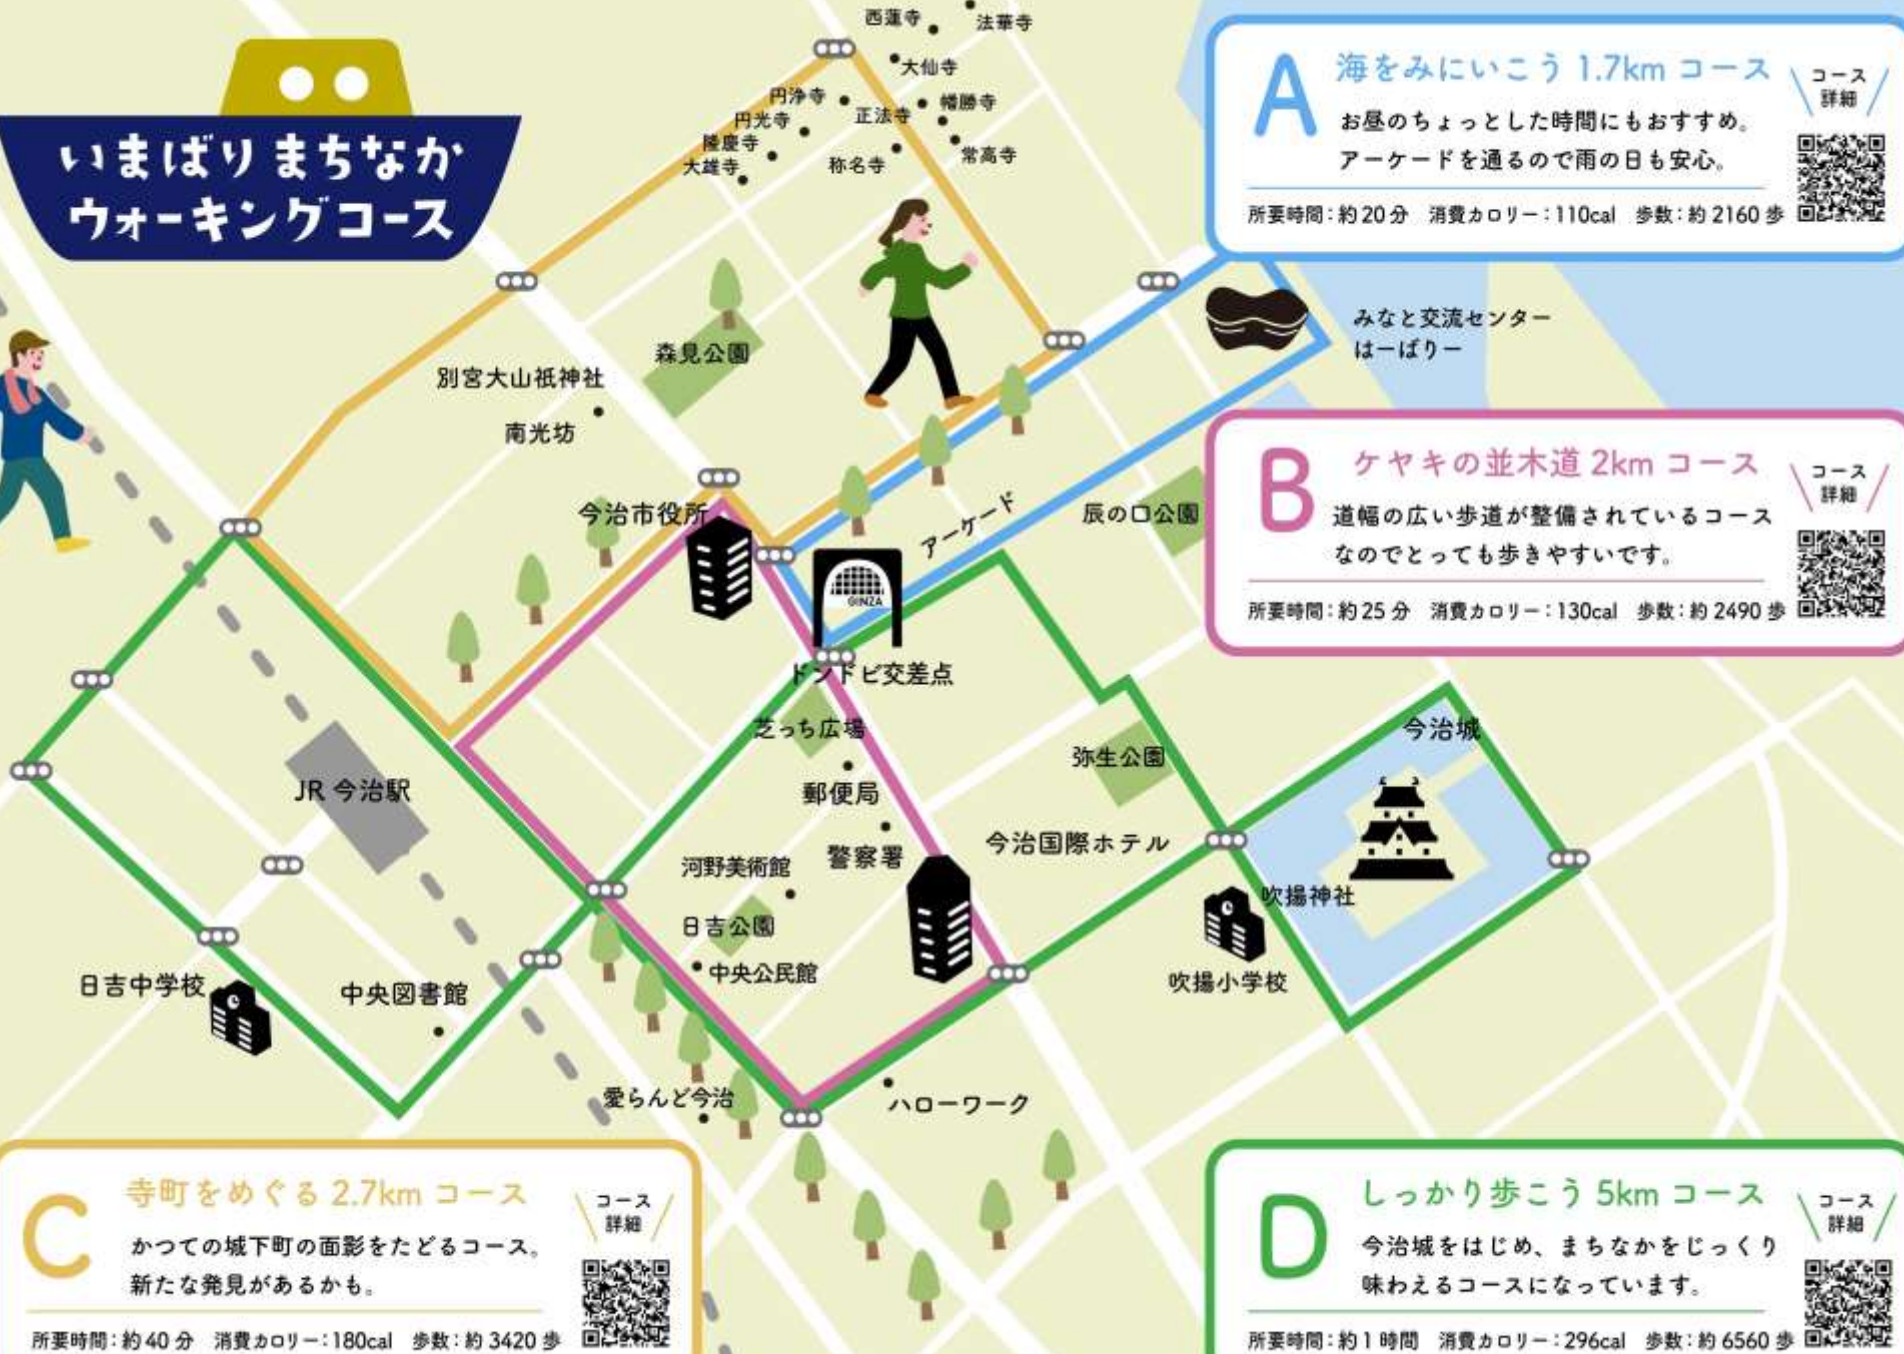 いまばりまちなか
ウォーキングコース
西蓮寺
法華寺
大仙寺
円浄寺
幡勝寺
円光寺
正法寺
隆慶寺
常高寺
大雄寺
称名寺
A
海をみにいこう 1.7km コース
お昼のちょっとした時間にもおすすめ。
アーケードを通るので雨の日も安心。
所要時間：約20分 消費カロリー：110cal 歩数：約2160歩
コース
詳細
みなと交流センター
はーばりー
森見公園
別宮大山祇神社
南光坊
今治市役所
アーケード
辰の口公園
GINZA
ドンドビ交差点
B
ケヤキの並木道 2km コース
道幅の広い歩道が整備されているコース
なのでとっても歩きやすいです。
所要時間：約25分 消費カロリー：130cal 歩数：約2490歩
コース
詳細
芝っち広場
今治城
弥生公園
JR 今治駅
郵便局
今治国際ホテル
警察署
河野美術館
吹揚神社
日吉公園
中央公民館
吹揚小学校
日吉中学校
中央図書館
愛らんど今治
ハローワーク
C
寺町をめぐる 2.7km コース
かつての城下町の面影をたどるコース。
新たな発見があるかも。
所要時間：約40分 消費カロリー：180cal 歩数：約3420歩
コース
詳細
D
しっかり歩こう 5km コース
今治城をはじめ、まちなかをじっくり
味わえるコースになっています。
所要時間：約1時間 消費カロリー：296cal 歩数：約6560歩
コース
詳細